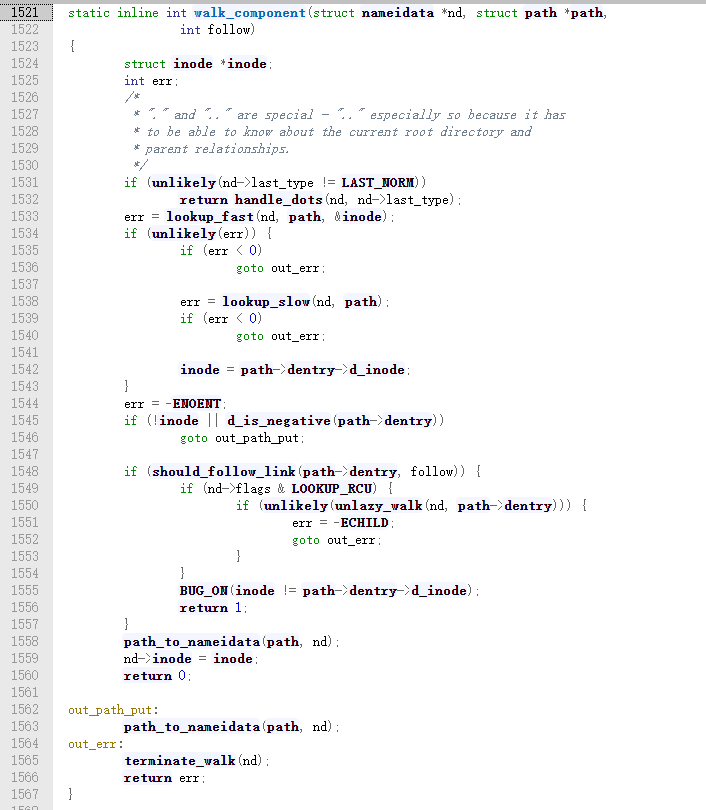 1521 static inline int walk_component(struct nameidata *nd, struct path *path,
1522                 int follow)
1523 {
1524         struct inode *inode;
1525         int err;
1526         /*
1527          * "." and ".." are special - ".." especially so because it has
1528          * to be able to know about the current root directory and
1529          * parent relationships.
1530          */
1531         if (unlikely(nd->last_type != LAST_NORM))
1532                 return handle_dots(nd, nd->last_type);
1533         err = lookup_fast(nd, path, &inode);
1534         if (unlikely(err)) {
1535                 if (err < 0)
1536                         goto out_err;
1537
1538                 err = lookup_slow(nd, path);
1539                 if (err < 0)
1540                         goto out_err;
1541
1542                 inode = path->dentry->d_inode;
1543         }
1544         err = -ENOENT;
1545         if (!inode || d_is_negative(path->dentry))
1546                 goto out_path_put;
1547
1548         if (should_follow_link(path->dentry, follow)) {
1549                 if (nd->flags & LOOKUP_RCU) {
1550                         if (unlikely(unlazy_walk(nd, path->dentry))) {
1551                                 err = -ECHILD;
1552                                 goto out_err;
1553                         }
1554                 }
1555                 BUG_ON(inode != path->dentry->d_inode);
1556                 return 1;
1557         }
1558         path_to_nameidata(path, nd);
1559         nd->inode = inode;
1560         return 0;
1561
1562 out_path_put:
1563         path_to_nameidata(path, nd);
1564 out_err:
1565         terminate_walk(nd);
1566         return err;
1567 }